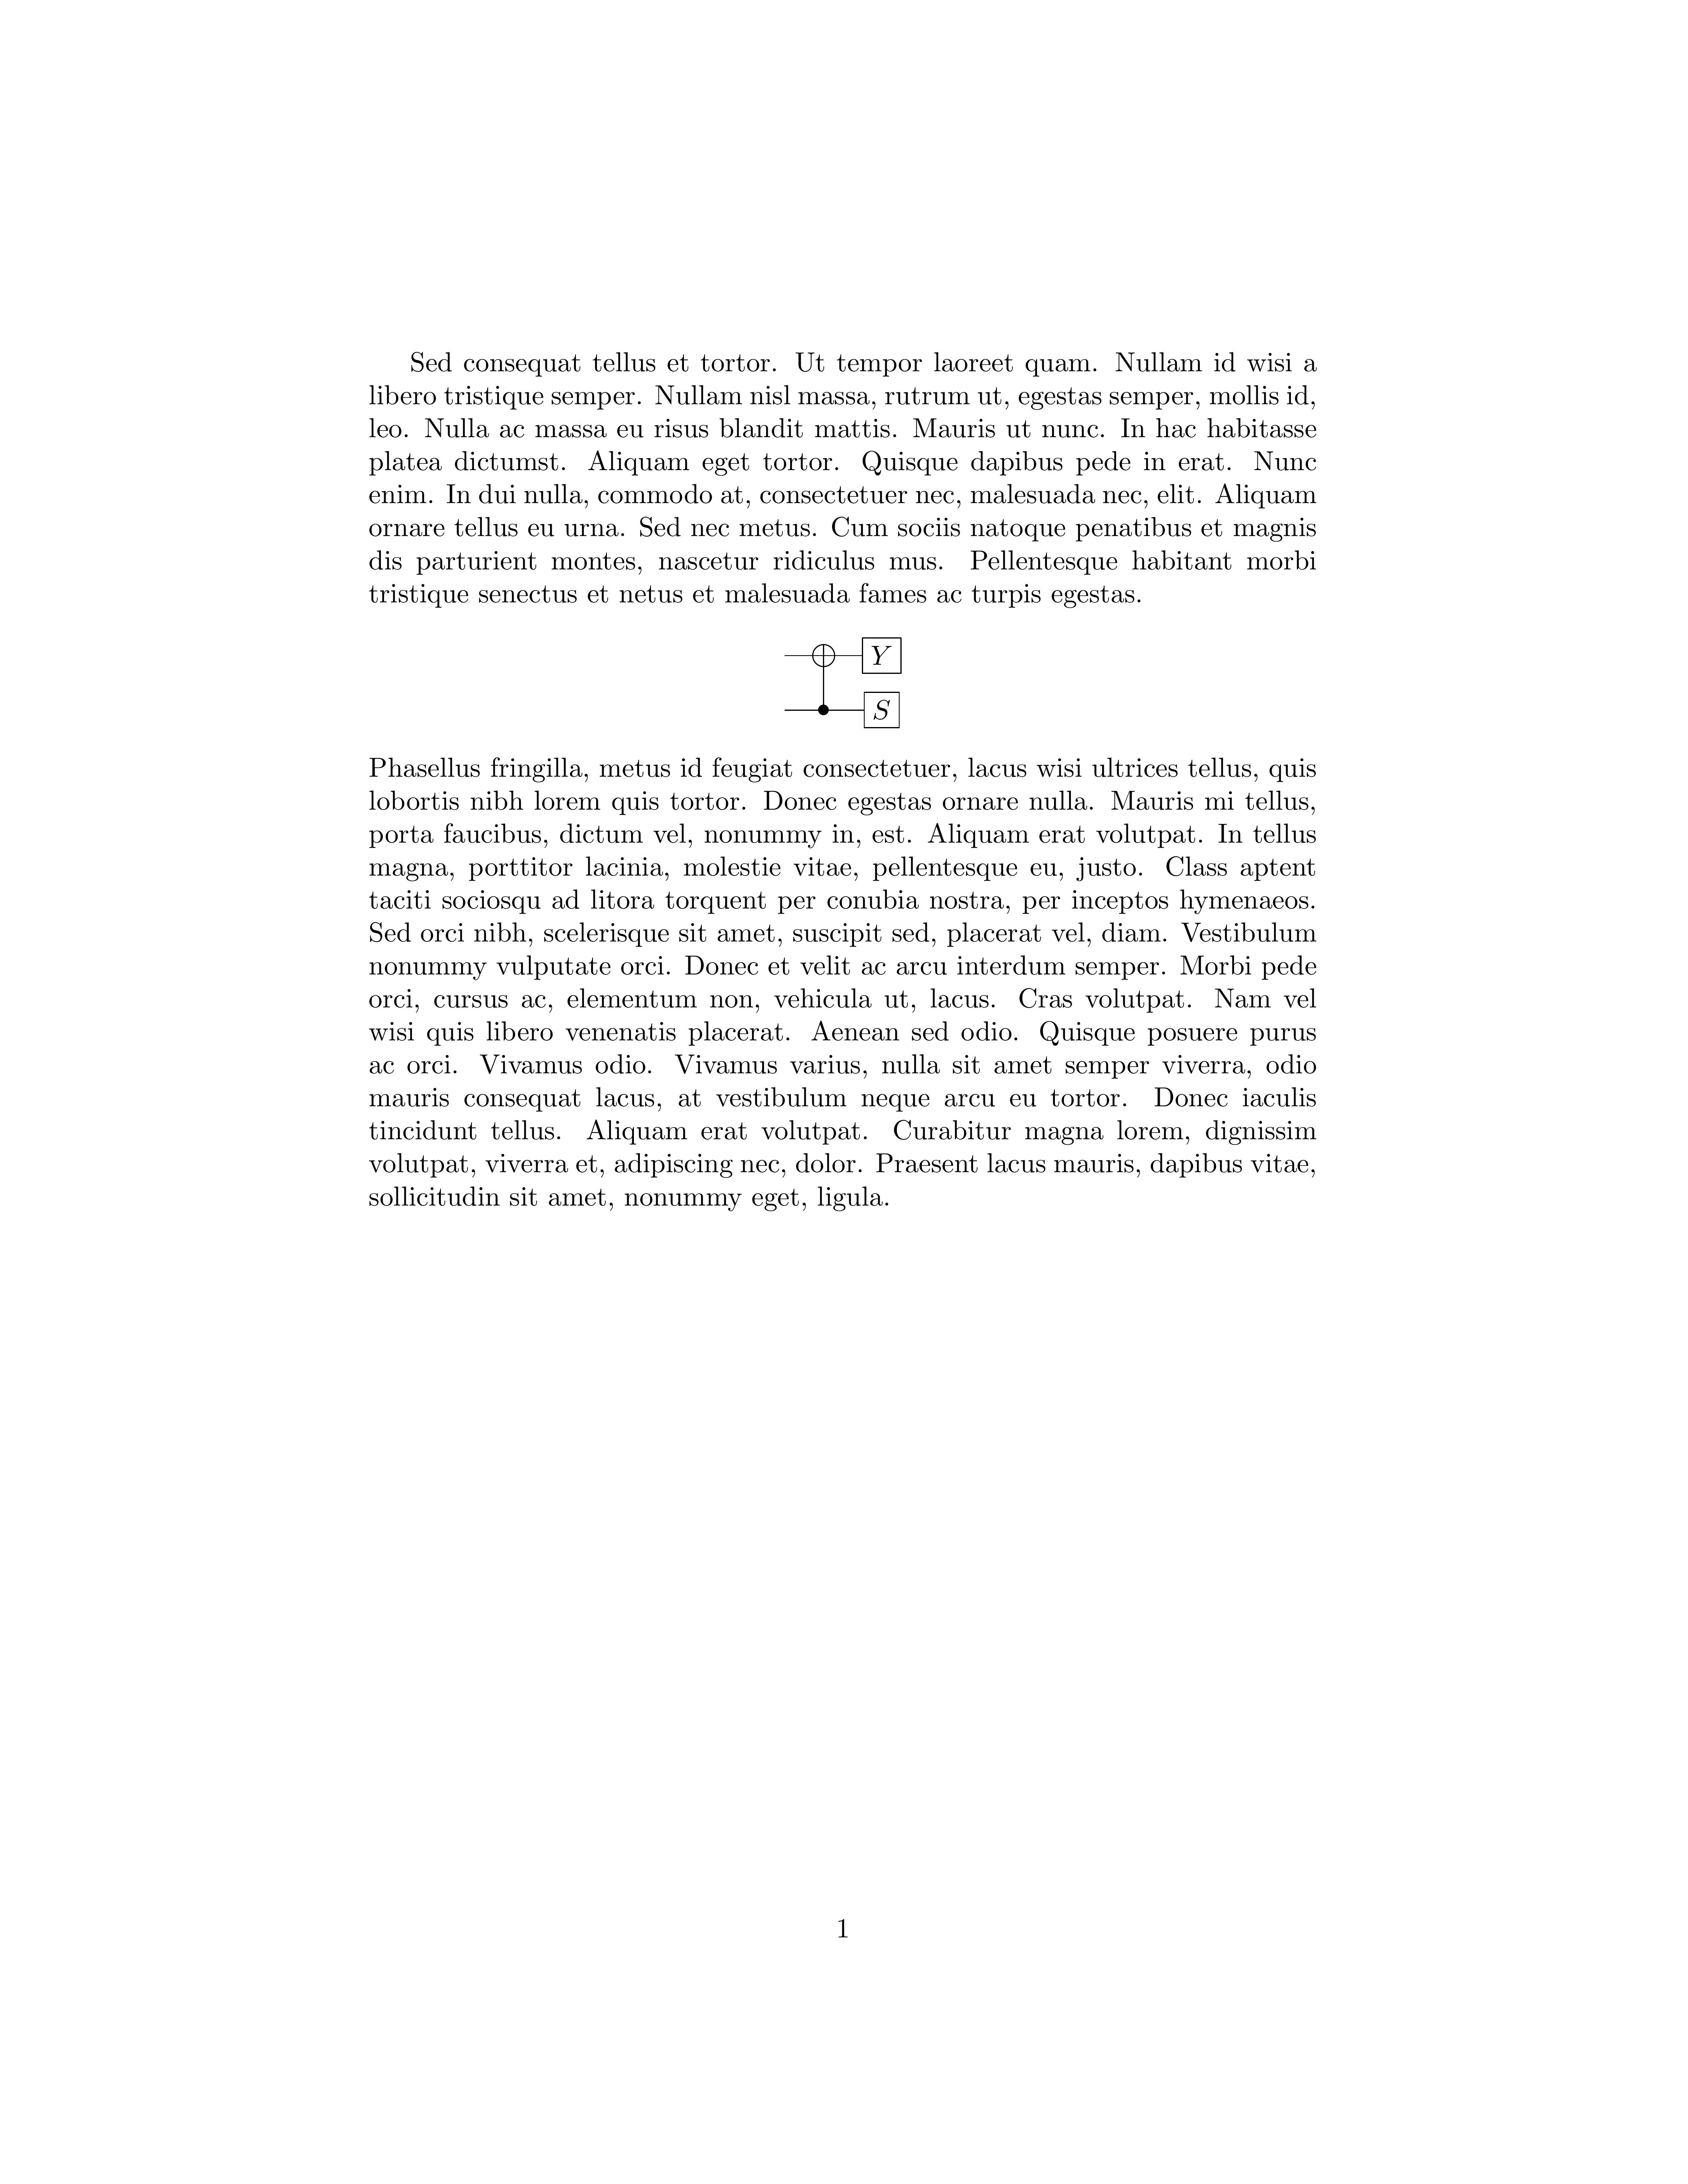 Sed consequat tellus et tortor. Ut tempor laoreet quam. Nullam id wisi a
libero tristique semper. Nullam nisl massa, rutrum ut, egestas semper, mollis id,
leo. Nulla ac massa eu risus blandit mattis. Mauris ut nunc. In hac habitasse
platea dictumst. Aliquam eget tortor. Quisque dapibus pede in erat. Nunc
enim. In dui nulla, commodo at, consectetuer nec, malesuada nec, elit. Aliquam
ornare tellus eu urna. Sed nec metus. Cum sociis natoque penatibus et magnis
dis parturient montes, nascetur ridiculus mus. Pellentesque habitant morbi
tristique senectus et netus et malesuada fames ac turpis egestas.
Y
S
Phasellus fringilla, metus id feugiat consectetuer, lacus wisi ultrices tellus, quis
lobortis nibh lorem quis tortor. Donec egestas ornare nulla. Mauris mi tellus,
porta faucibus, dictum vel, nonummy in, est. Aliquam erat volutpat. In tellus
magna, porttitor lacinia, molestie vitae, pellentesque eu, justo. Class aptent
taciti sociosqu ad litora torquent per conubia nostra, per inceptos hymenaeos.
Sed orci nibh, scelerisque sit amet, suscipit sed, placerat vel, diam. Vestibulum
nonummy vulputate orci. Donec et velit ac arcu interdum semper. Morbi pede
orci, cursus ac, elementum non, vehicula ut, lacus. Cras volutpat. Nam vel
wisi quis libero venenatis placerat. Aenean sed odio. Quisque posuere purus
ac orci. Vivamus odio. Vivamus varius, nulla sit amet semper viverra, odio
mauris consequat lacus, at vestibulum neque arcu eu tortor. Donec iaculis
tincidunt tellus. Aliquam erat volutpat. Curabitur magna lorem, dignissim
volutpat, viverra et, adipiscing nec, dolor. Praesent lacus mauris, dapibus vitae,
sollicitudin sit amet, nonummy eget, ligula.
1